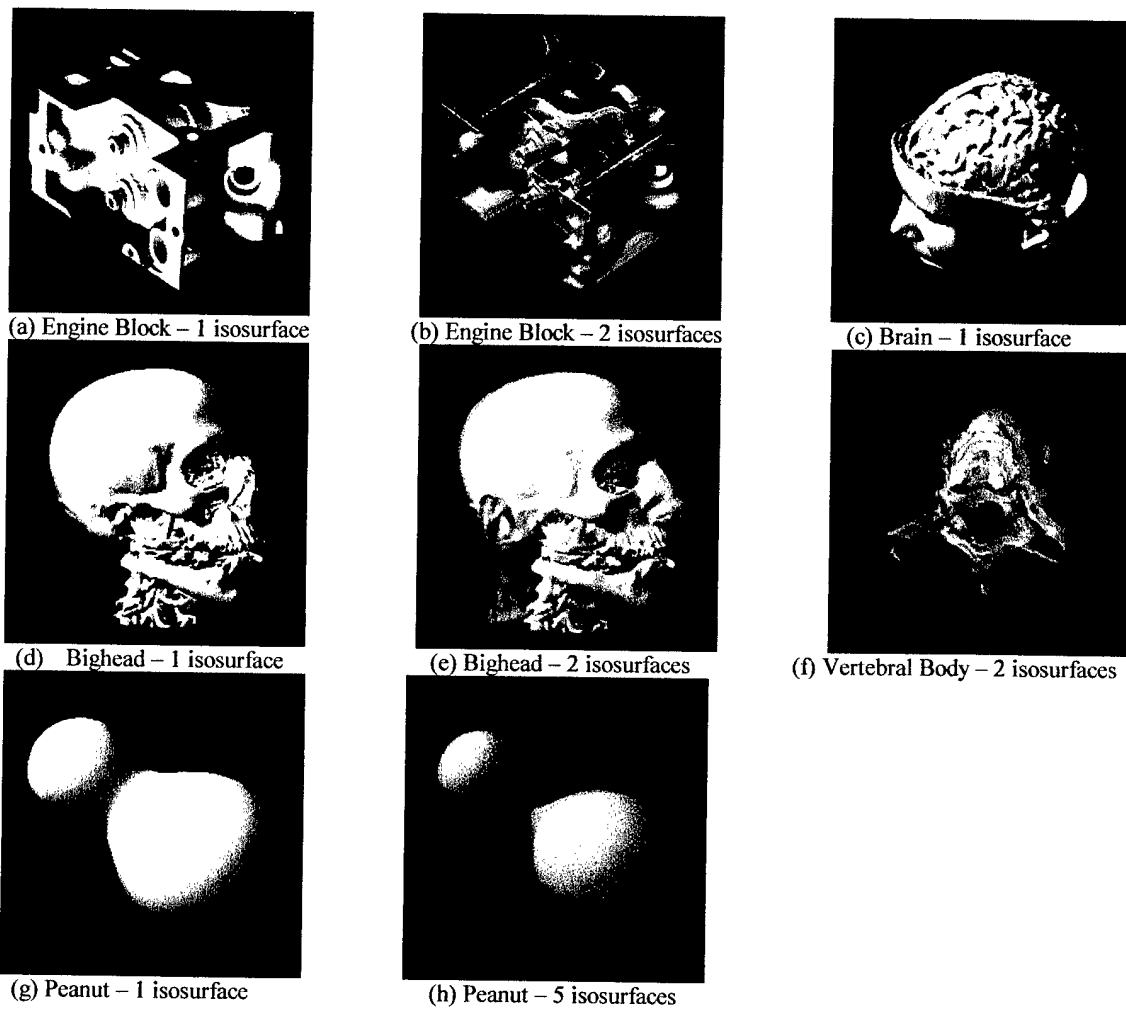 (a) Engine Block – 1 isosurface
(b) Engine Block – 2 isosurfaces
(c) Brain – 1 isosurface
(d) Bighead – 1 isosurface
(e) Bighead – 2 isosurfaces
(f) Vertebral Body – 2 isosurfaces
(g) Peanut – 1 isosurface
(h) Peanut – 5 isosurfaces